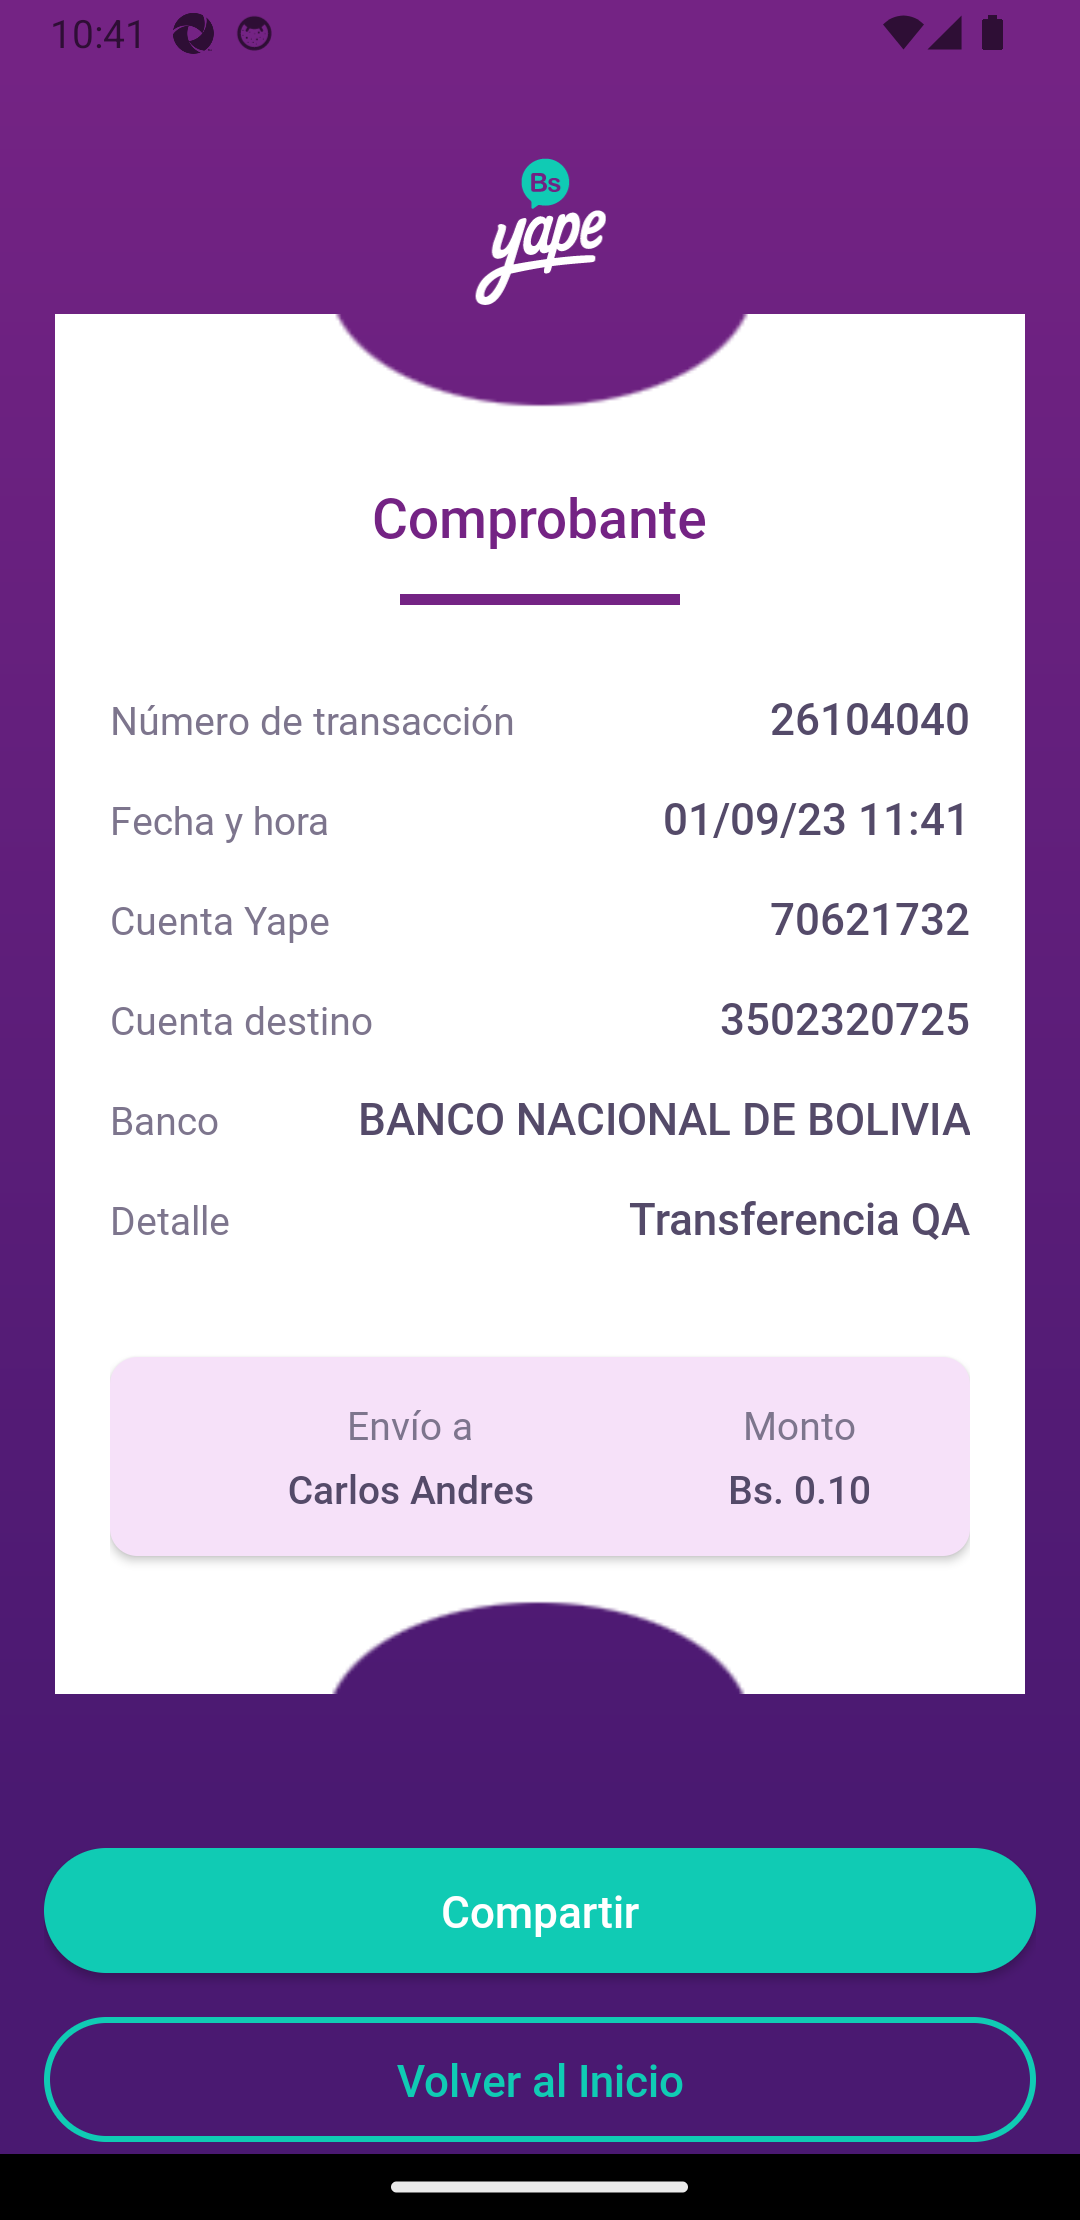 10:41
Bs
yape
Comprobante
Número de transacción 26104040
Fecha y hora 01/09/23 11:41
Cuenta Yape 70621732
Cuenta destino 3502320725
Banco BANCO NACIONAL DE BOLIVIA
Detalle Transferencia QA
Envío a Monto
Carlos Andres Bs. 0.10
Compartir
Volver al Inicio